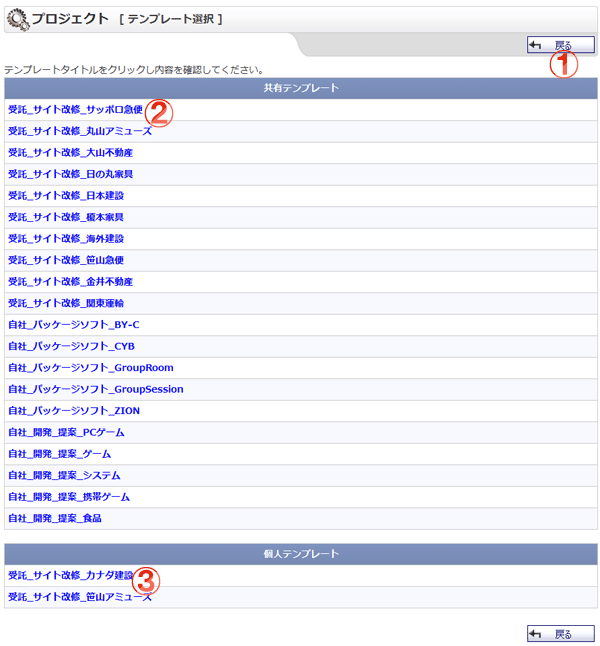 プロジェクト [ テンプレート選択 ]
戻る
1
テンプレートタイトルをクリックし内容を確認してください。
共有テンプレート
受託_サイト改修_サッポロ急便
2
受託_サイト改修_丸山アミューズ
受託_サイト改修_大山不動産
受託_サイト改修_日の丸家具
受託_サイト改修_日本建設
受託_サイト改修_榎本家具
受託_サイト改修_海外建設
受託_サイト改修_笹山急便
受託_サイト改修_金井不動産
受託_サイト改修_関東運輸
自社_パッケージソフト_BY-C
自社_パッケージソフト_CYB
自社_パッケージソフト_GroupRoom
自社_パッケージソフト_GroupSession
自社_パッケージソフト_ZION
自社_開発_提案_PCゲーム
自社_開発_提案_ゲーム
自社_開発_提案_システム
自社_開発_提案_携帯ゲーム
自社_開発_提案_食品
個人テンプレート
受託_サイト改修_カナダ建設
3
受託_サイト改修_笹山アミューズ
戻る